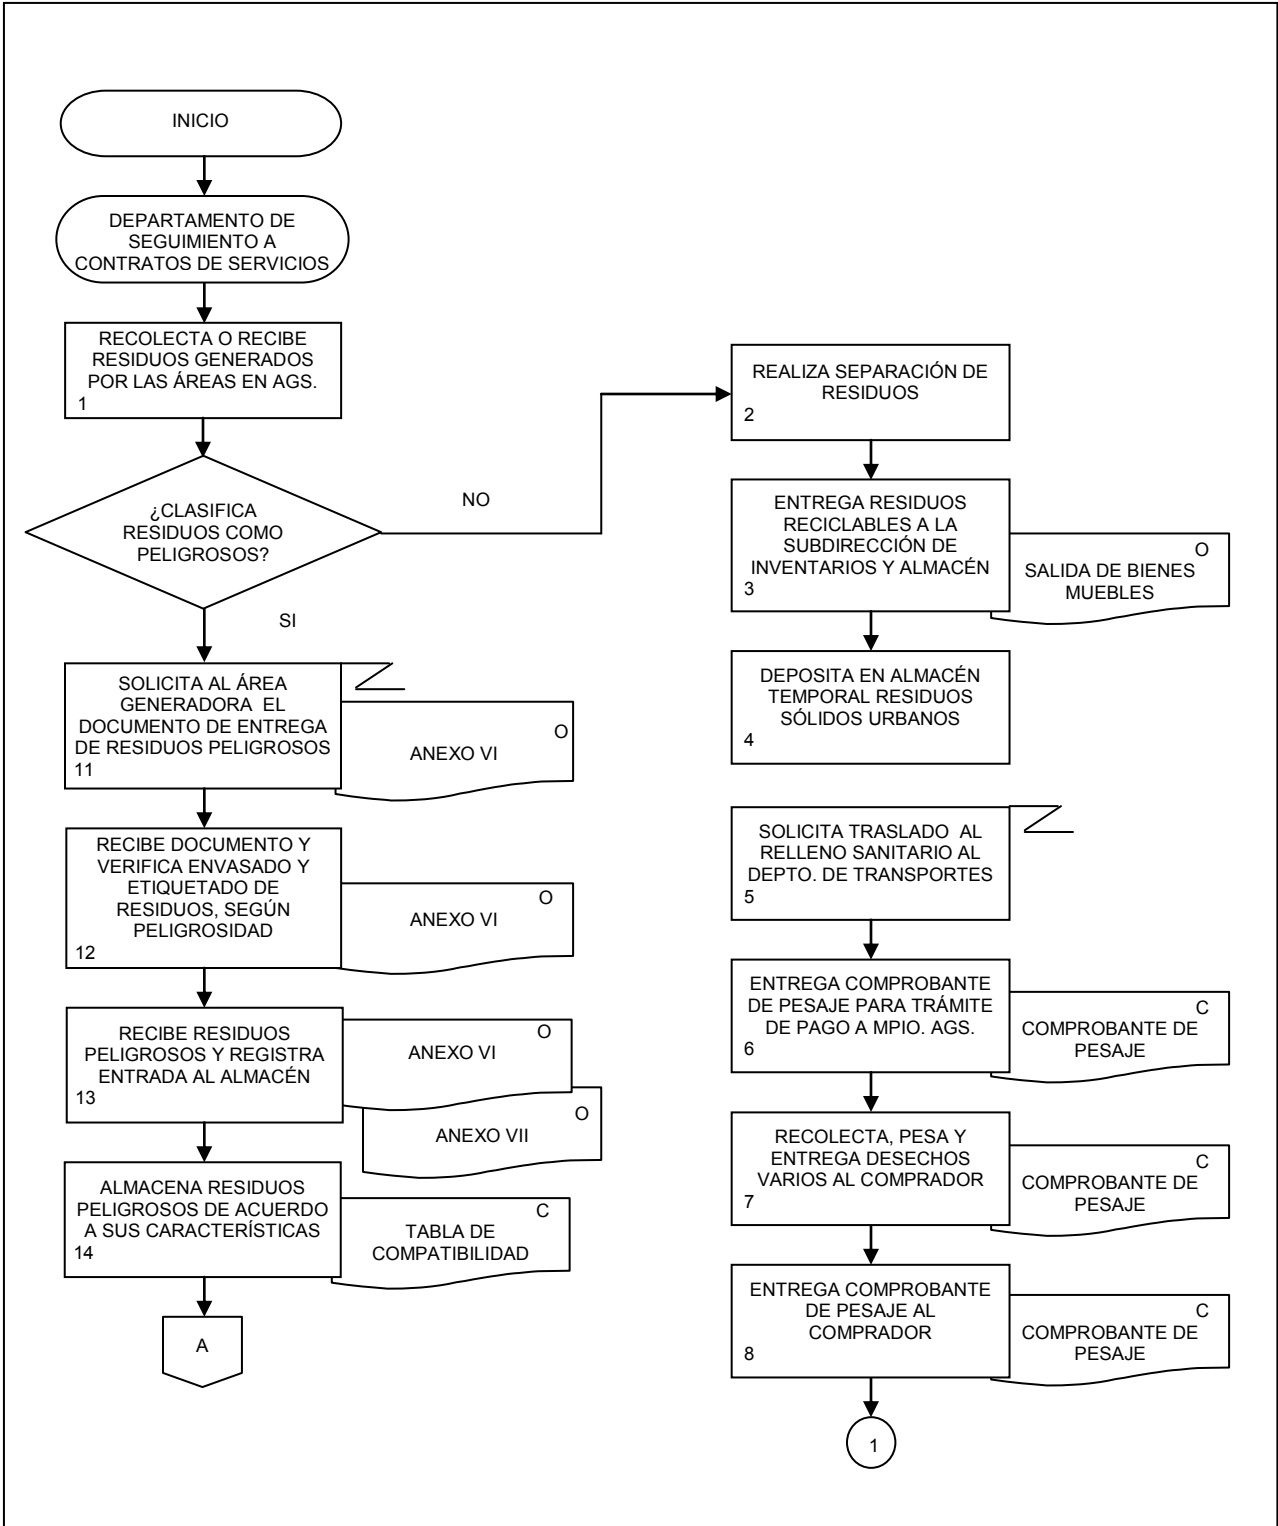 INICIO
DEPARTAMENTO DE
SEGUIMIENTO A
CONTRATOS DE SERVICIOS
RECOLECTA O RECIBE
RESIDUOS GENERADOS
POR LAS ÁREAS EN AGS.
1
¿CLASIFICA
RESIDUOS COMO
PELIGROSOS?
NO
SI
SOLICITA AL ÁREA
GENERADORA EL
DOCUMENTO DE ENTREGA
DE RESIDUOS PELIGROSOS
11
O
ANEXO VI
RECIBE DOCUMENTO Y
VERIFICA ENVASADO Y
ETIQUETADO DE
RESIDUOS, SEGÚN
PELIGROSIDAD
12
O
ANEXO VI
RECIBE RESIDUOS
PELIGROSOS Y REGISTRA
ENTRADA AL ALMACÉN
13
O
ANEXO VI
O
ANEXO VII
ALMACENA RESIDUOS
PELIGROSOS DE ACUERDO
A SUS CARACTERÍSTÍCAS
14
C
TABLA DE
COMPATIBILIDAD
A
REALIZA SEPARACIÓN DE
RESIDUOS
2
ENTREGA RESIDUOS
RECICLABLES A LA
SUBDIRECCIÓN DE
INVENTARIOS Y ALMACÉN
3
O
SALIDA DE BIENES
MUEBLES
DEPOSITA EN ALMACÉN
TEMPORAL RESIDUOS
SÓLIDOS URBANOS
4
SOLICITA TRASLADO AL
RELLENO SANITARIO AL
DEPTO. DE TRANSPORTES
5
ENTREGA COMPROBANTE
DE PESAJE PARA TRÁMITE
DE PAGO A MPIO. AGS.
6
C
COMPROBANTE DE
PESAJE
RECOLECTA, PESA Y
ENTREGA DESECHOS
VARIOS AL COMPRADOR
7
C
COMPROBANTE DE
PESAJE
ENTREGA COMPROBANTE
DE PESAJE AL
COMPRADOR
8
C
COMPROBANTE DE
PESAJE
1